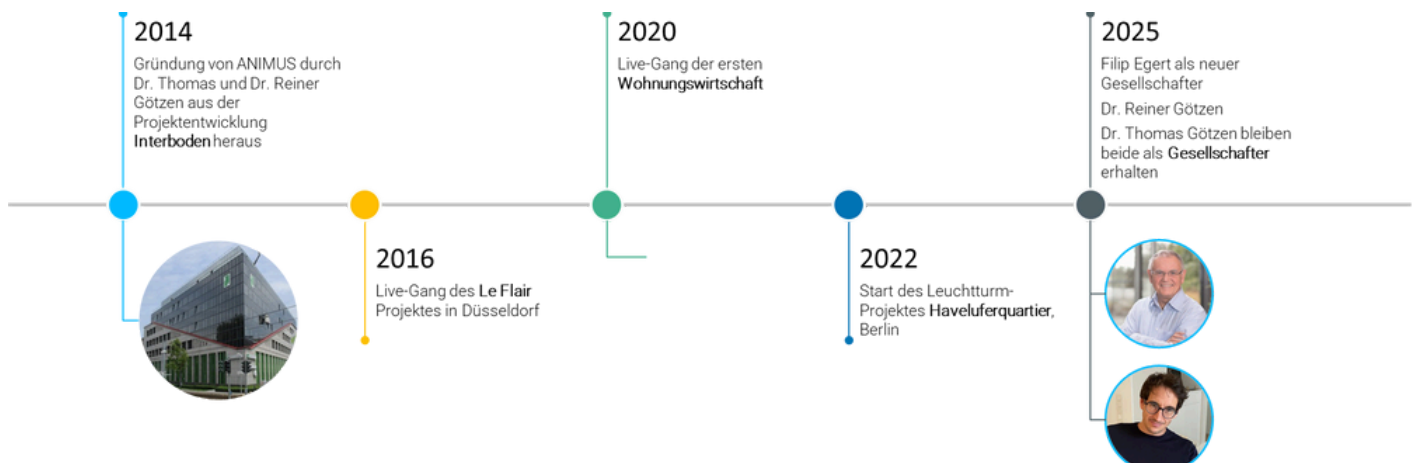 2014
Gründung von ANIMUS durch
Dr. Thomas und Dr. Reiner
Götzen aus der
Projektentwicklung
Interboden heraus
2016
Live-Gang des Le Flair
Projektes in Düsseldorf
2020
Live-Gang der ersten
Wohnungswirtschaft
2022
Start des Leuchtturm-
Projektes Haveluferquartier,
Berlin
2025
Filip Egert als neuer
Gesellschafter
Dr. Reiner Götzen
Dr. Thomas Götzen bleiben
beide als Gesellschafter
erhalten